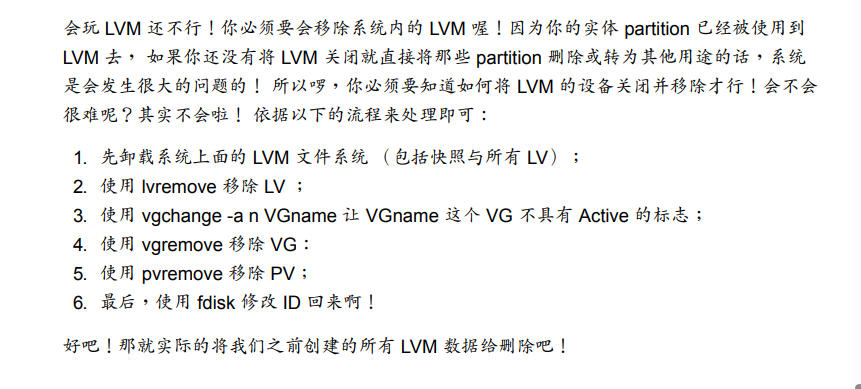 会玩 LVM 还不行！你必须要会移除系统内的 LVM 喔！因为你的实体 partition 已经被使用到
LVM 去， 如果你还没有将 LVM 关闭就直接将那些 partition 删除或转为其他用途的话，系统
是会发生很大的问题的！ 所以啰，你必须要知道如何将 LVM 的设备关闭并移除才行！会不会
很难呢？其实不会啦！ 依据以下的流程来处理即可：
1. 先卸载系统上面的 LVM 文件系统 （包括快照与所有 LV）；
2. 使用 lvremove 移除 LV ；
3. 使用 vgchange -a n VGname 让 VGname 这个 VG 不具有 Active 的标志；
4. 使用 vgremove 移除 VG：
5. 使用 pvremove 移除 PV；
6. 最后，使用 fdisk 修改 ID 回来啊！
好吧！那就实际的将我们之前创建的所有 LVM 数据给删除吧！